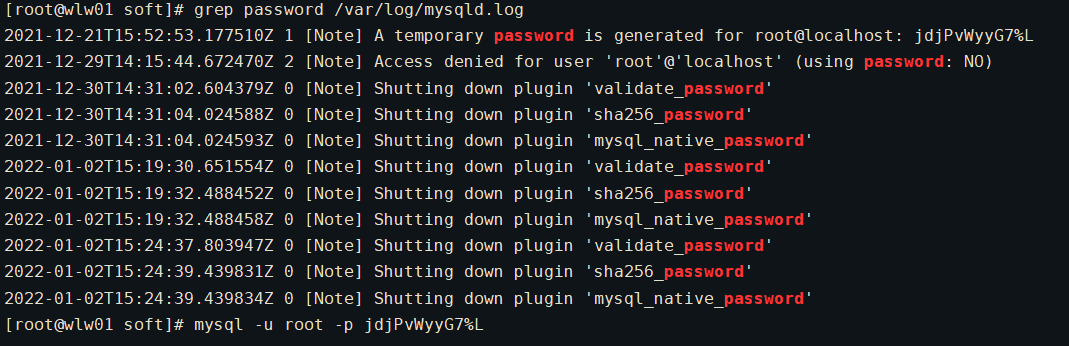 [root@wlw01 soft]# grep password /var/log/mysqld.log
2021-12-21T15:52:53.177510Z 1 [Note] A temporary password is generated for root@localhost: jdjPvWyyG7%L
2021-12-29T14:15:44.672470Z 2 [Note] Access denied for user 'root'@'localhost' (using password: NO)
2021-12-30T14:31:02.604379Z 0 [Note] Shutting down plugin 'validate_password'
2021-12-30T14:31:04.024588Z 0 [Note] Shutting down plugin 'sha256_password'
2021-12-30T14:31:04.024593Z 0 [Note] Shutting down plugin 'mysql_native_password'
2022-01-02T15:19:30.651554Z 0 [Note] Shutting down plugin 'validate_password'
2022-01-02T15:19:32.488452Z 0 [Note] Shutting down plugin 'sha256_password'
2022-01-02T15:19:32.488458Z 0 [Note] Shutting down plugin 'mysql_native_password'
2022-01-02T15:24:37.803947Z 0 [Note] Shutting down plugin 'validate_password'
2022-01-02T15:24:39.439831Z 0 [Note] Shutting down plugin 'sha256_password'
2022-01-02T15:24:39.439834Z 0 [Note] Shutting down plugin 'mysql_native_password'
[root@wlw01 soft]# mysql -u root -p jdjPvWyyG7%L